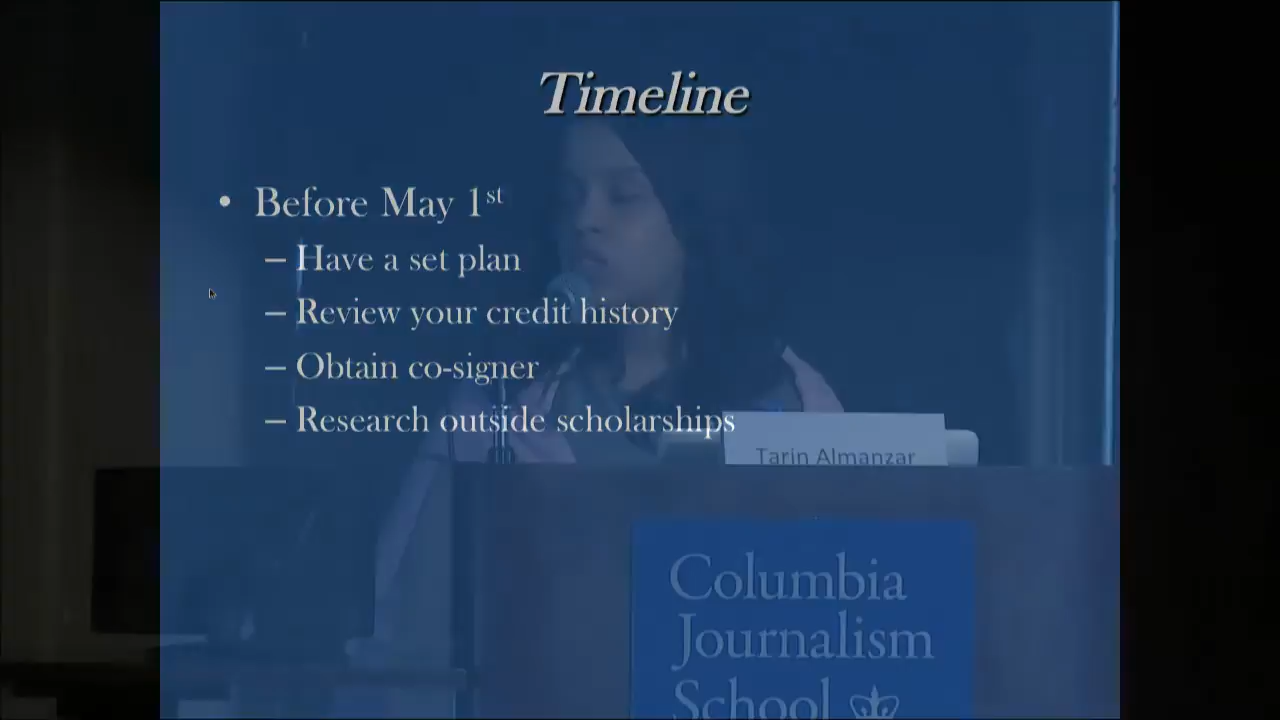 Timeline
• Before May 1st
– Have a set plan
– Review your credit history
– Obtain co-signer
– Research outside scholarships
Tarin Almanzar
Columbia
Journalism
School